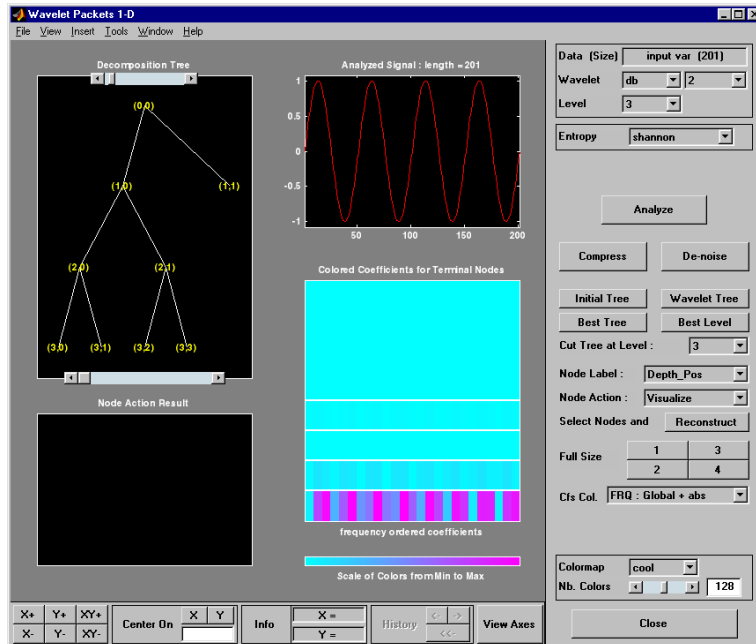 Wavelet Packets 1-D
File View Insert Tools Window Help
Decomposition Tree
(0,0)
(1,0) (1,1)
(2,0) (2,1)
(3,0) (3,1) (3,2) (3,3)
Node Action Result
Analyzed Signal : length = 201
1
0.5
0
-0.5
-1
50 100 150 200
Colored Coefficients for Terminal Nodes
frequency ordered coefficients
Scale of Colors from Min to Max
Data (Size) input var (201)
Wavelet db 2
Level 3
Entropy shannon
Analyze
Compress De-noise
Initial Tree Wavelet Tree
Best Tree Best Level
Cut Tree at Level : 3
Node Label : Depth_Pos
Node Action : Visualize
Select Nodes and Reconstruct
Full Size 1 3
2 4
Cfs Col. FRQ : Global + abs
Colormap cool
Nb. Colors 128
Close
X+ Y+ XY+
X- Y- XY-
Center On X Y
Info X =
Y =
History <- ->
<<-
View Axes